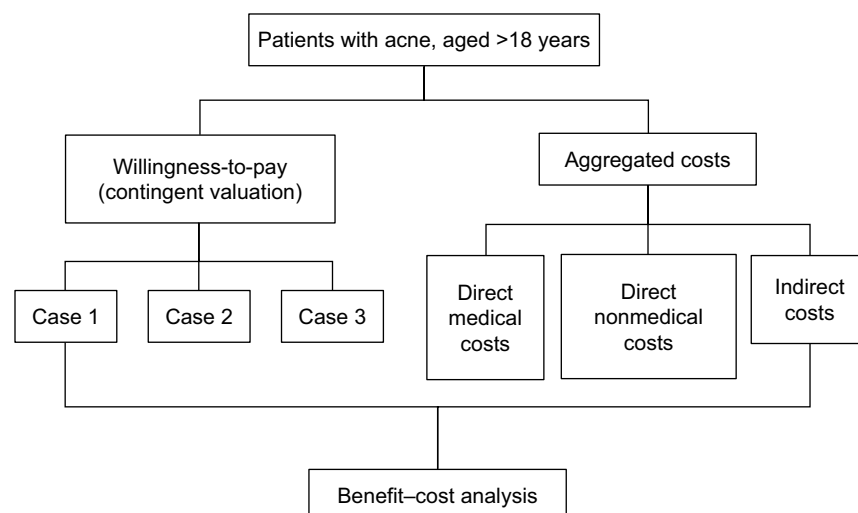 Patients with acne, aged >18 years
Willingness-to-pay
(contingent valuation)
Aggregated costs
Case 1
Case 2
Case 3
Direct
medical
costs
Direct
nonmedical
costs
Indirect
costs
Benefit–cost analysis